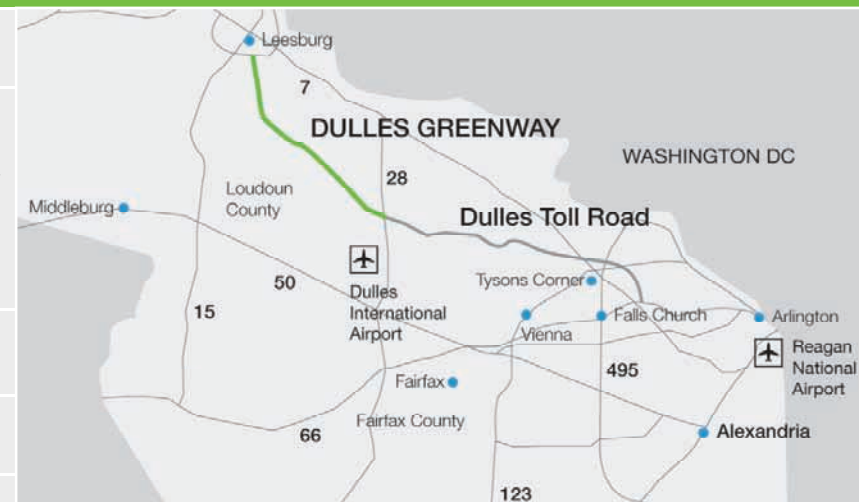 Leesburg
7
DULLES GREENWAY
WASHINGTON DC
28
Loudoun
County
Middleburg
Dulles Toll Road
50
15
Dulles
International
Airport
Tysons Corner
Vienna
Falls Church
Arlington
Reagan
National
Airport
495
Fairfax
Fairfax County
66
Alexandria
123